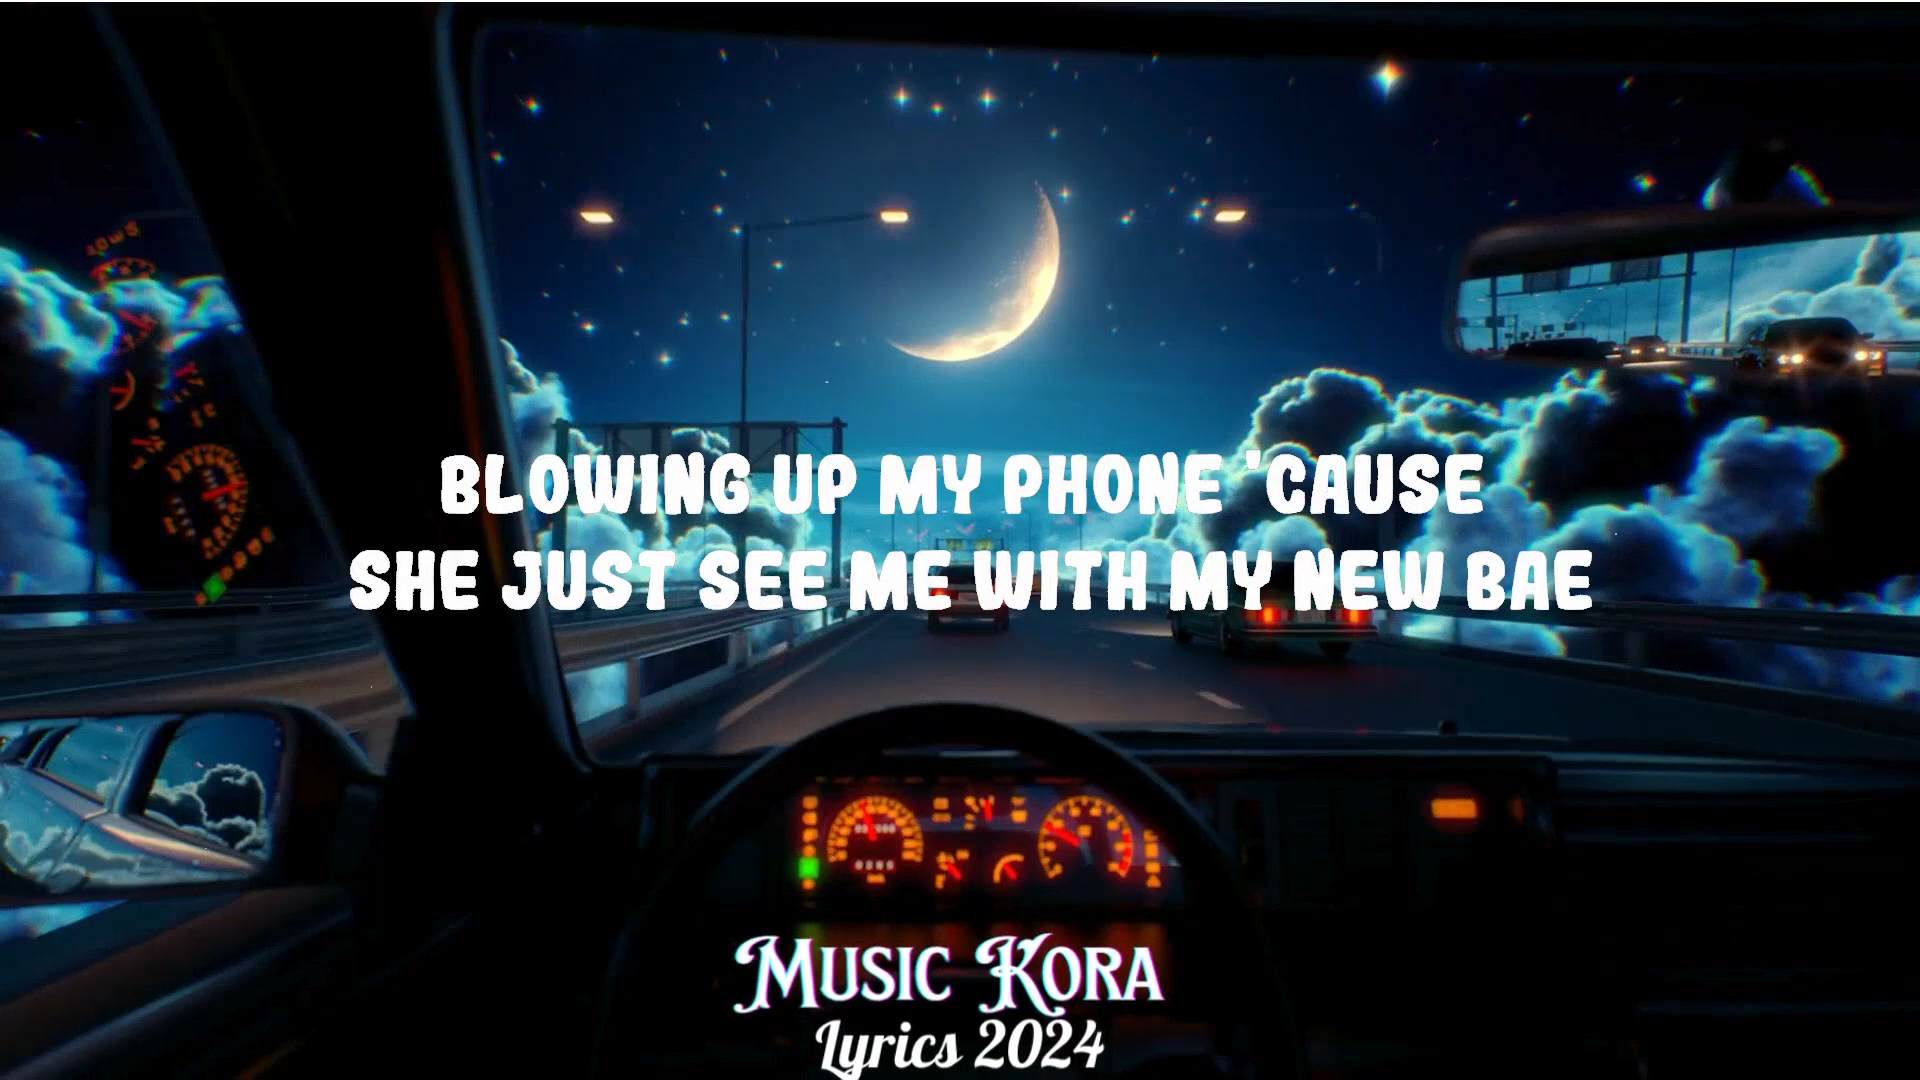 BLOWING UP MY PHONE 'CAUSE
SHE JUST SEE ME WITH MY NEW BAE
MUSIC KORA
Lyrics 2024